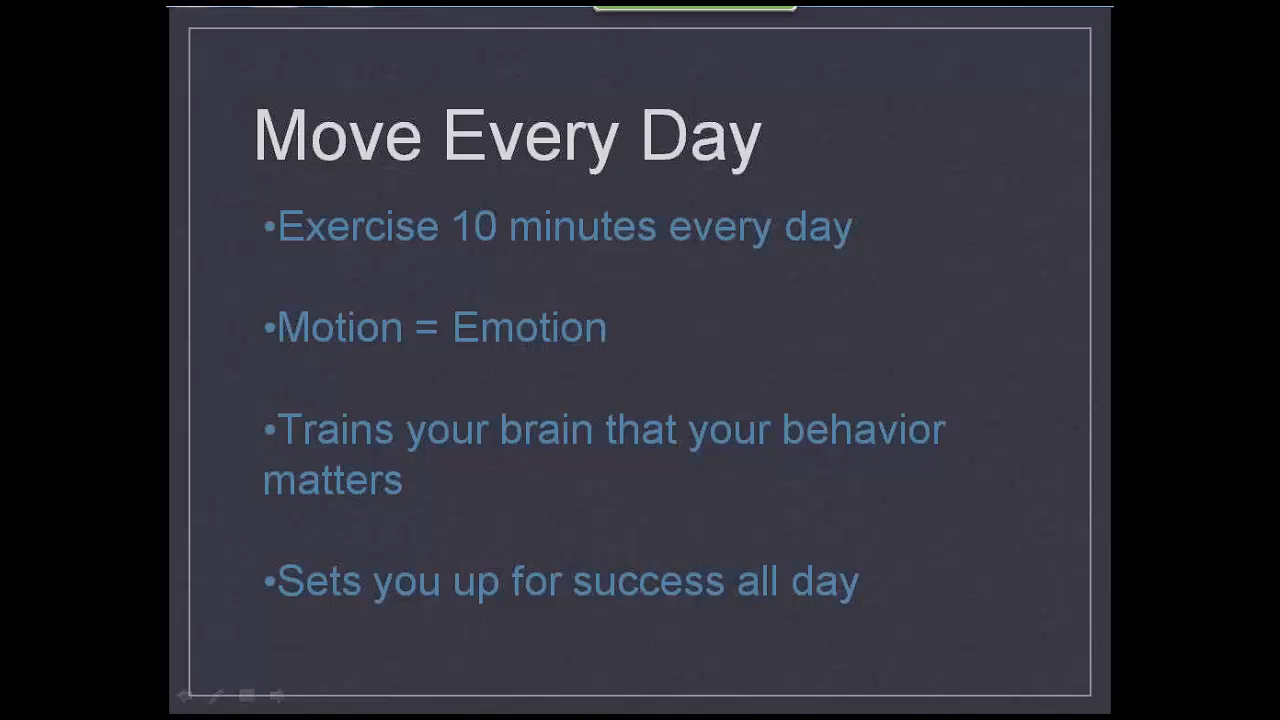 Move Every Day
•Exercise 10 minutes every day
•Motion = Emotion
•Trains your brain that your behavior
matters
•Sets you up for success all day